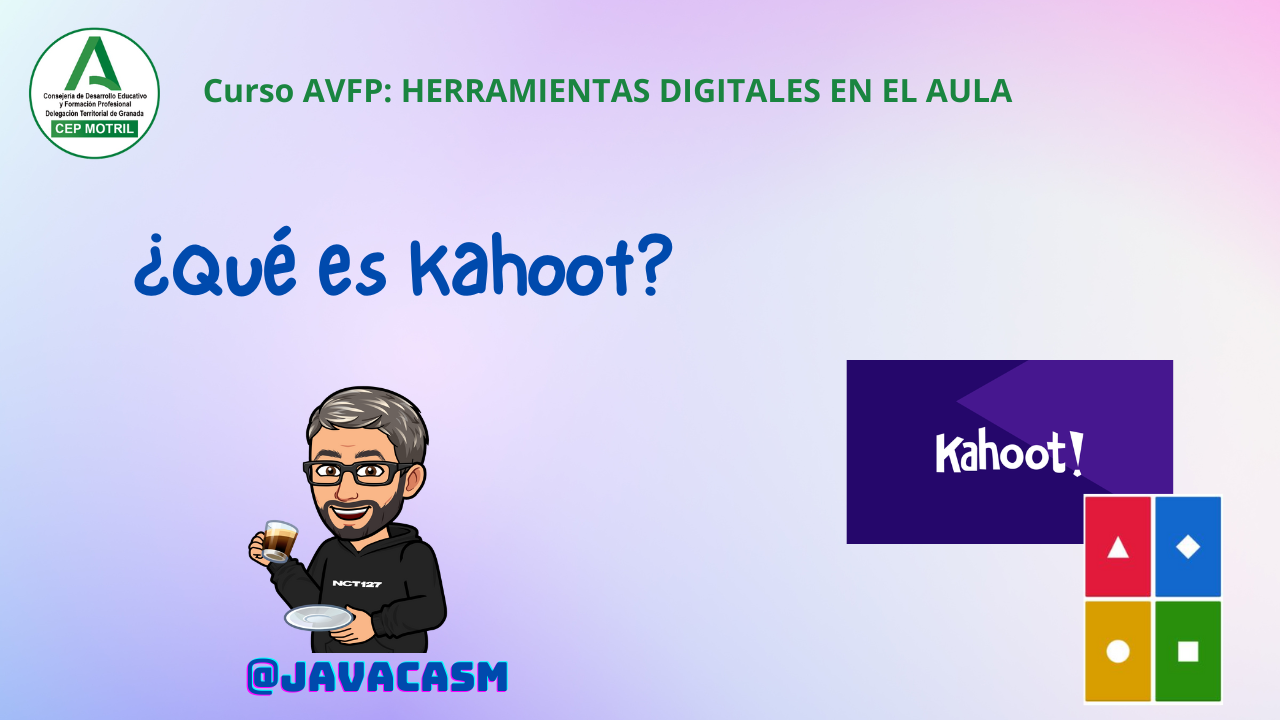 Consejería de Desarrollo Educativo
y Formación Profesional
Delegación Territorial de Granada
CEP MOTRIL
Curso AVFP: HERRAMIENTAS DIGITALES EN EL AULA
¿Qué es Kahoot?
Kahoot!
NCT127
@JAVACASM